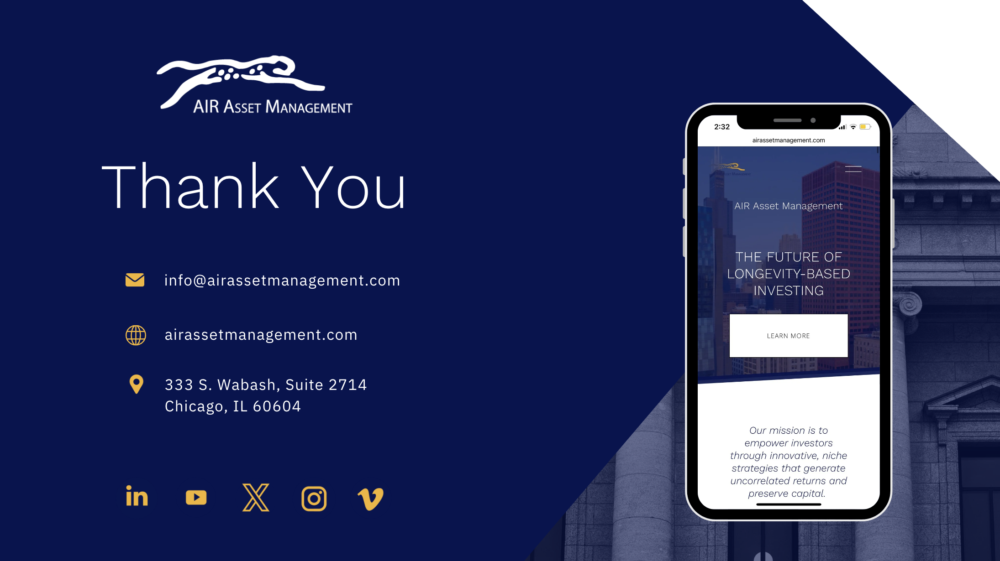 AIR ASSET MANAGEMENT
Thank You
info@airassetmanagement.com
airassetmanagement.com
333 S. Wabash, Suite 2714
Chicago, IL 60604
in
2:32
airassetmanagement.com
AIR Asset Management
THE FUTURE OF
LONGEVITY-BASED
INVESTING
LEARN MORE
Our mission is to
empower investors
through innovative, niche
strategies that generate
uncorrelated returns and
preserve capital.